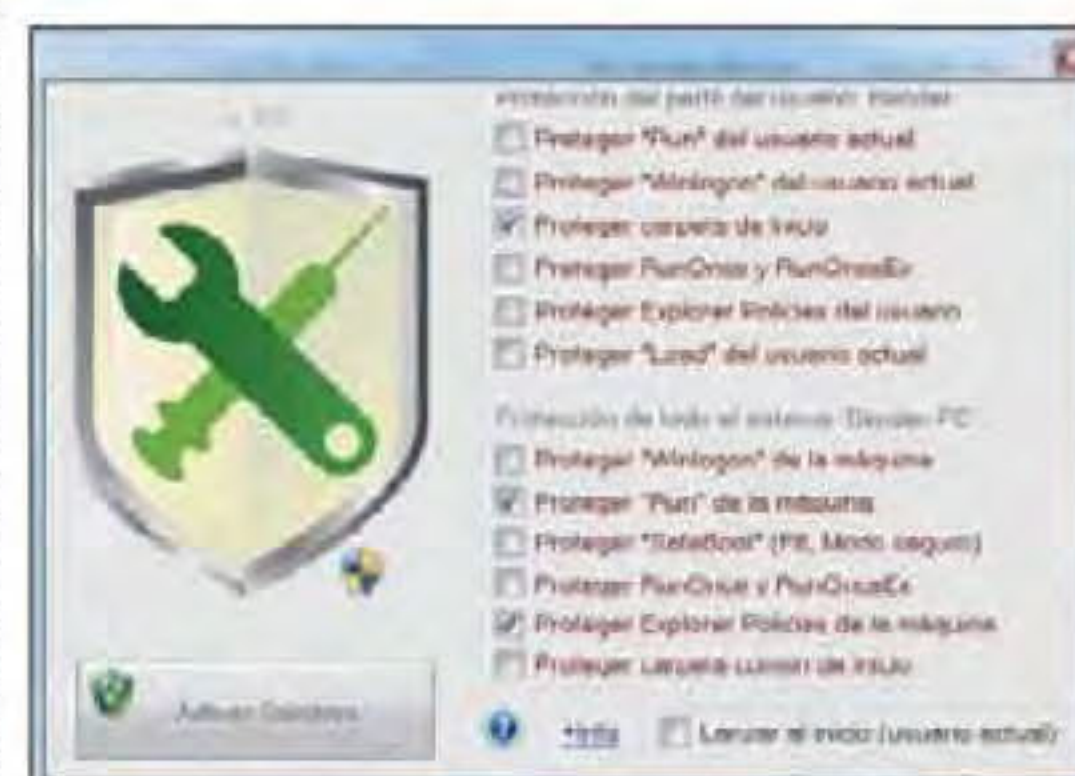 Protección del perfil del usuario
Proteger "Run" del usuario actual
Proteger "Winlogon" del usuario actual
Proteger carpeta de inicio
Proteger RunOnce y RunOnceEx
Proteger Explorer Policies del usuario
Proteger "Load" del usuario actual
Protección de todo el sistema
Proteger "Winlogon" de la máquina
Proteger "Run" de la máquina
Proteger "SafeBoot" (F8, Modo seguro)
Proteger RunOnce y RunOnceEx
Proteger Explorer Policies de la máquina
Proteger carpeta común de inicio
Activar
+Info
Lanzar al inicio (usuario actual)